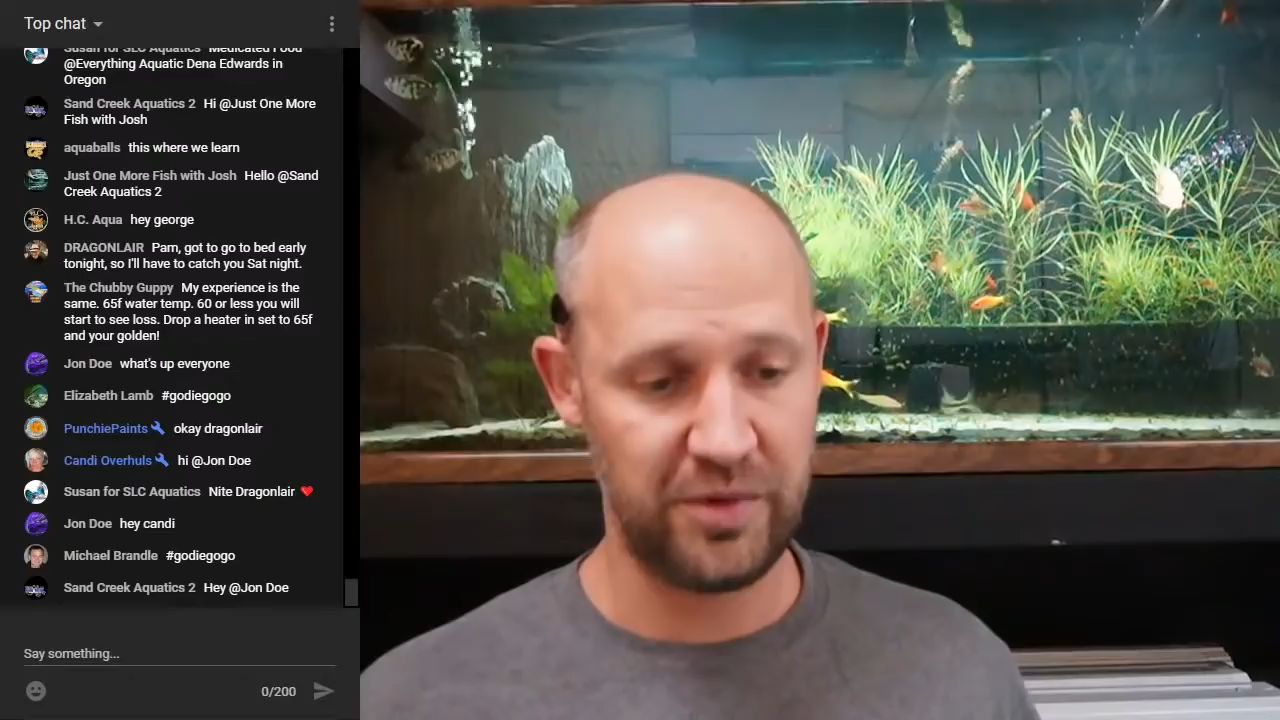 Top chat
Susan for SLC Aquatics Medicated Food
@Everything Aquatic Dena Edwards in
Oregon
Sand Creek Aquatics 2 Hi @Just One More
Fish with Josh
aquaballs this where we learn
Just One More Fish with Josh Hello @Sand
Creek Aquatics 2
H.C. Aqua hey george
DRAGONLAIR Pam, got to go to bed early
tonight, so I'll have to catch you Sat night.
The Chubby Guppy My experience is the
same. 65f water temp. 60 or less you will
start to see loss. Drop a heater in set to 65f
and your golden!
Jon Doe what's up everyone
Elizabeth Lamb #godiegogo
PunchiePaints okay dragonlair
Candi Overhuls hi @Jon Doe
Susan for SLC Aquatics Nite Dragonlair
Jon Doe hey candi
Michael Brandle #godiegogo
Sand Creek Aquatics 2 Hey @Jon Doe
Say something...
0/200